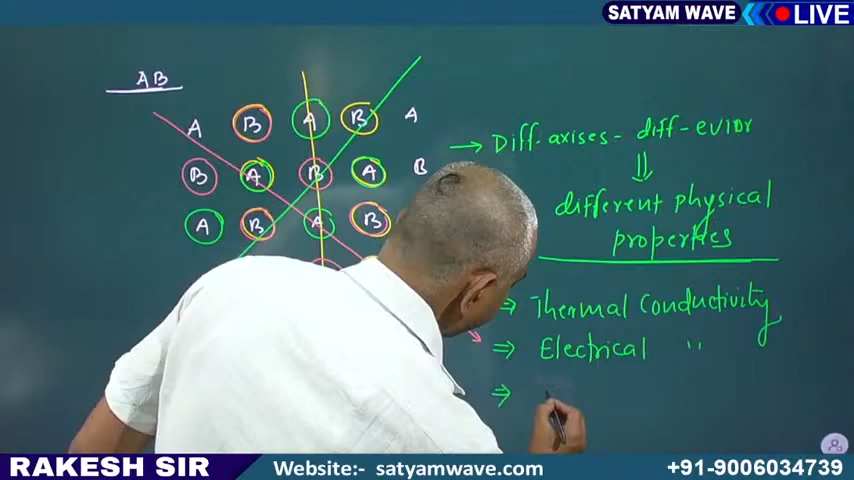 SATYAM WAVE LIVE
AB
A B A B A
B A B A B
A B A B
→ Diff. axises - diff - evior
⇓
different physical
properties
⇒ Thermal Conductivity
⇒ Electrical ,,
⇒
RAKESH SIR Website:- satyamwave.com +91-9006034739